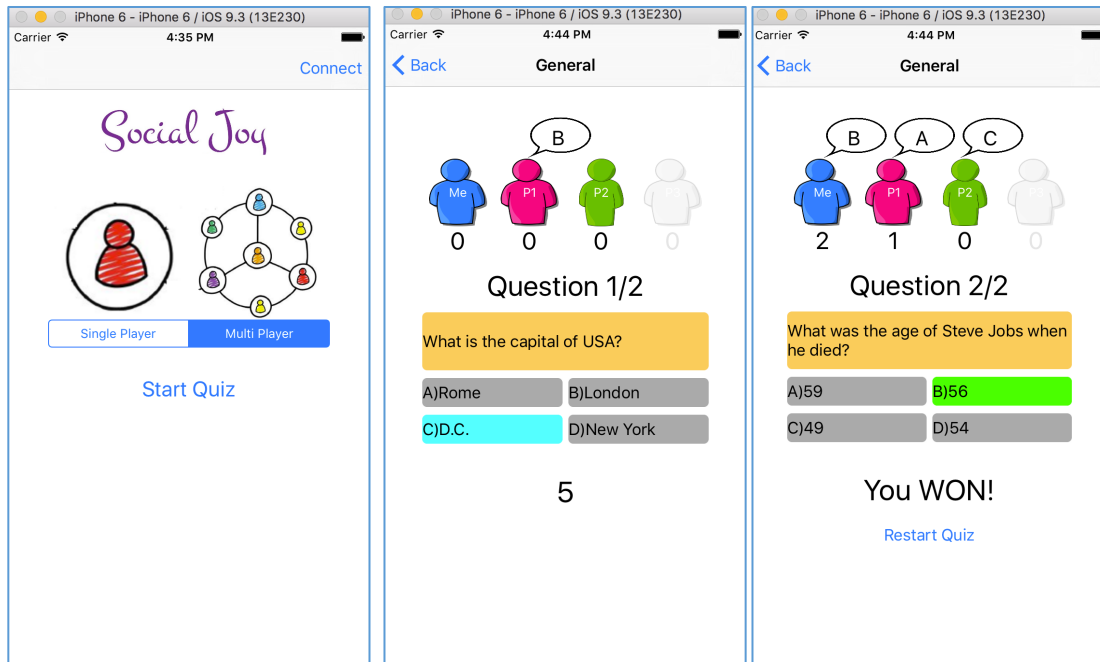 iPhone 6 - iPhone 6 / iOS 9.3 (13E230)
Carrier 4:35 PM
Connect
Social Joy
Single Player Multi Player
Start Quiz
iPhone 6 - iPhone 6 / iOS 9.3 (13E230)
Carrier 4:44 PM
Back General
B
Me P1 P2 P3
0 0 0 0
Question 1/2
What is the capital of USA?
A)Rome B)London
C)D.C. D)New York
5
iPhone 6 - iPhone 6 / iOS 9.3 (13E230)
Carrier 4:44 PM
Back General
B A C
Me P1 P2 P3
2 1 0 0
Question 2/2
What was the age of Steve Jobs when
he died?
A)59 B)56
C)49 D)54
You WON!
Restart Quiz